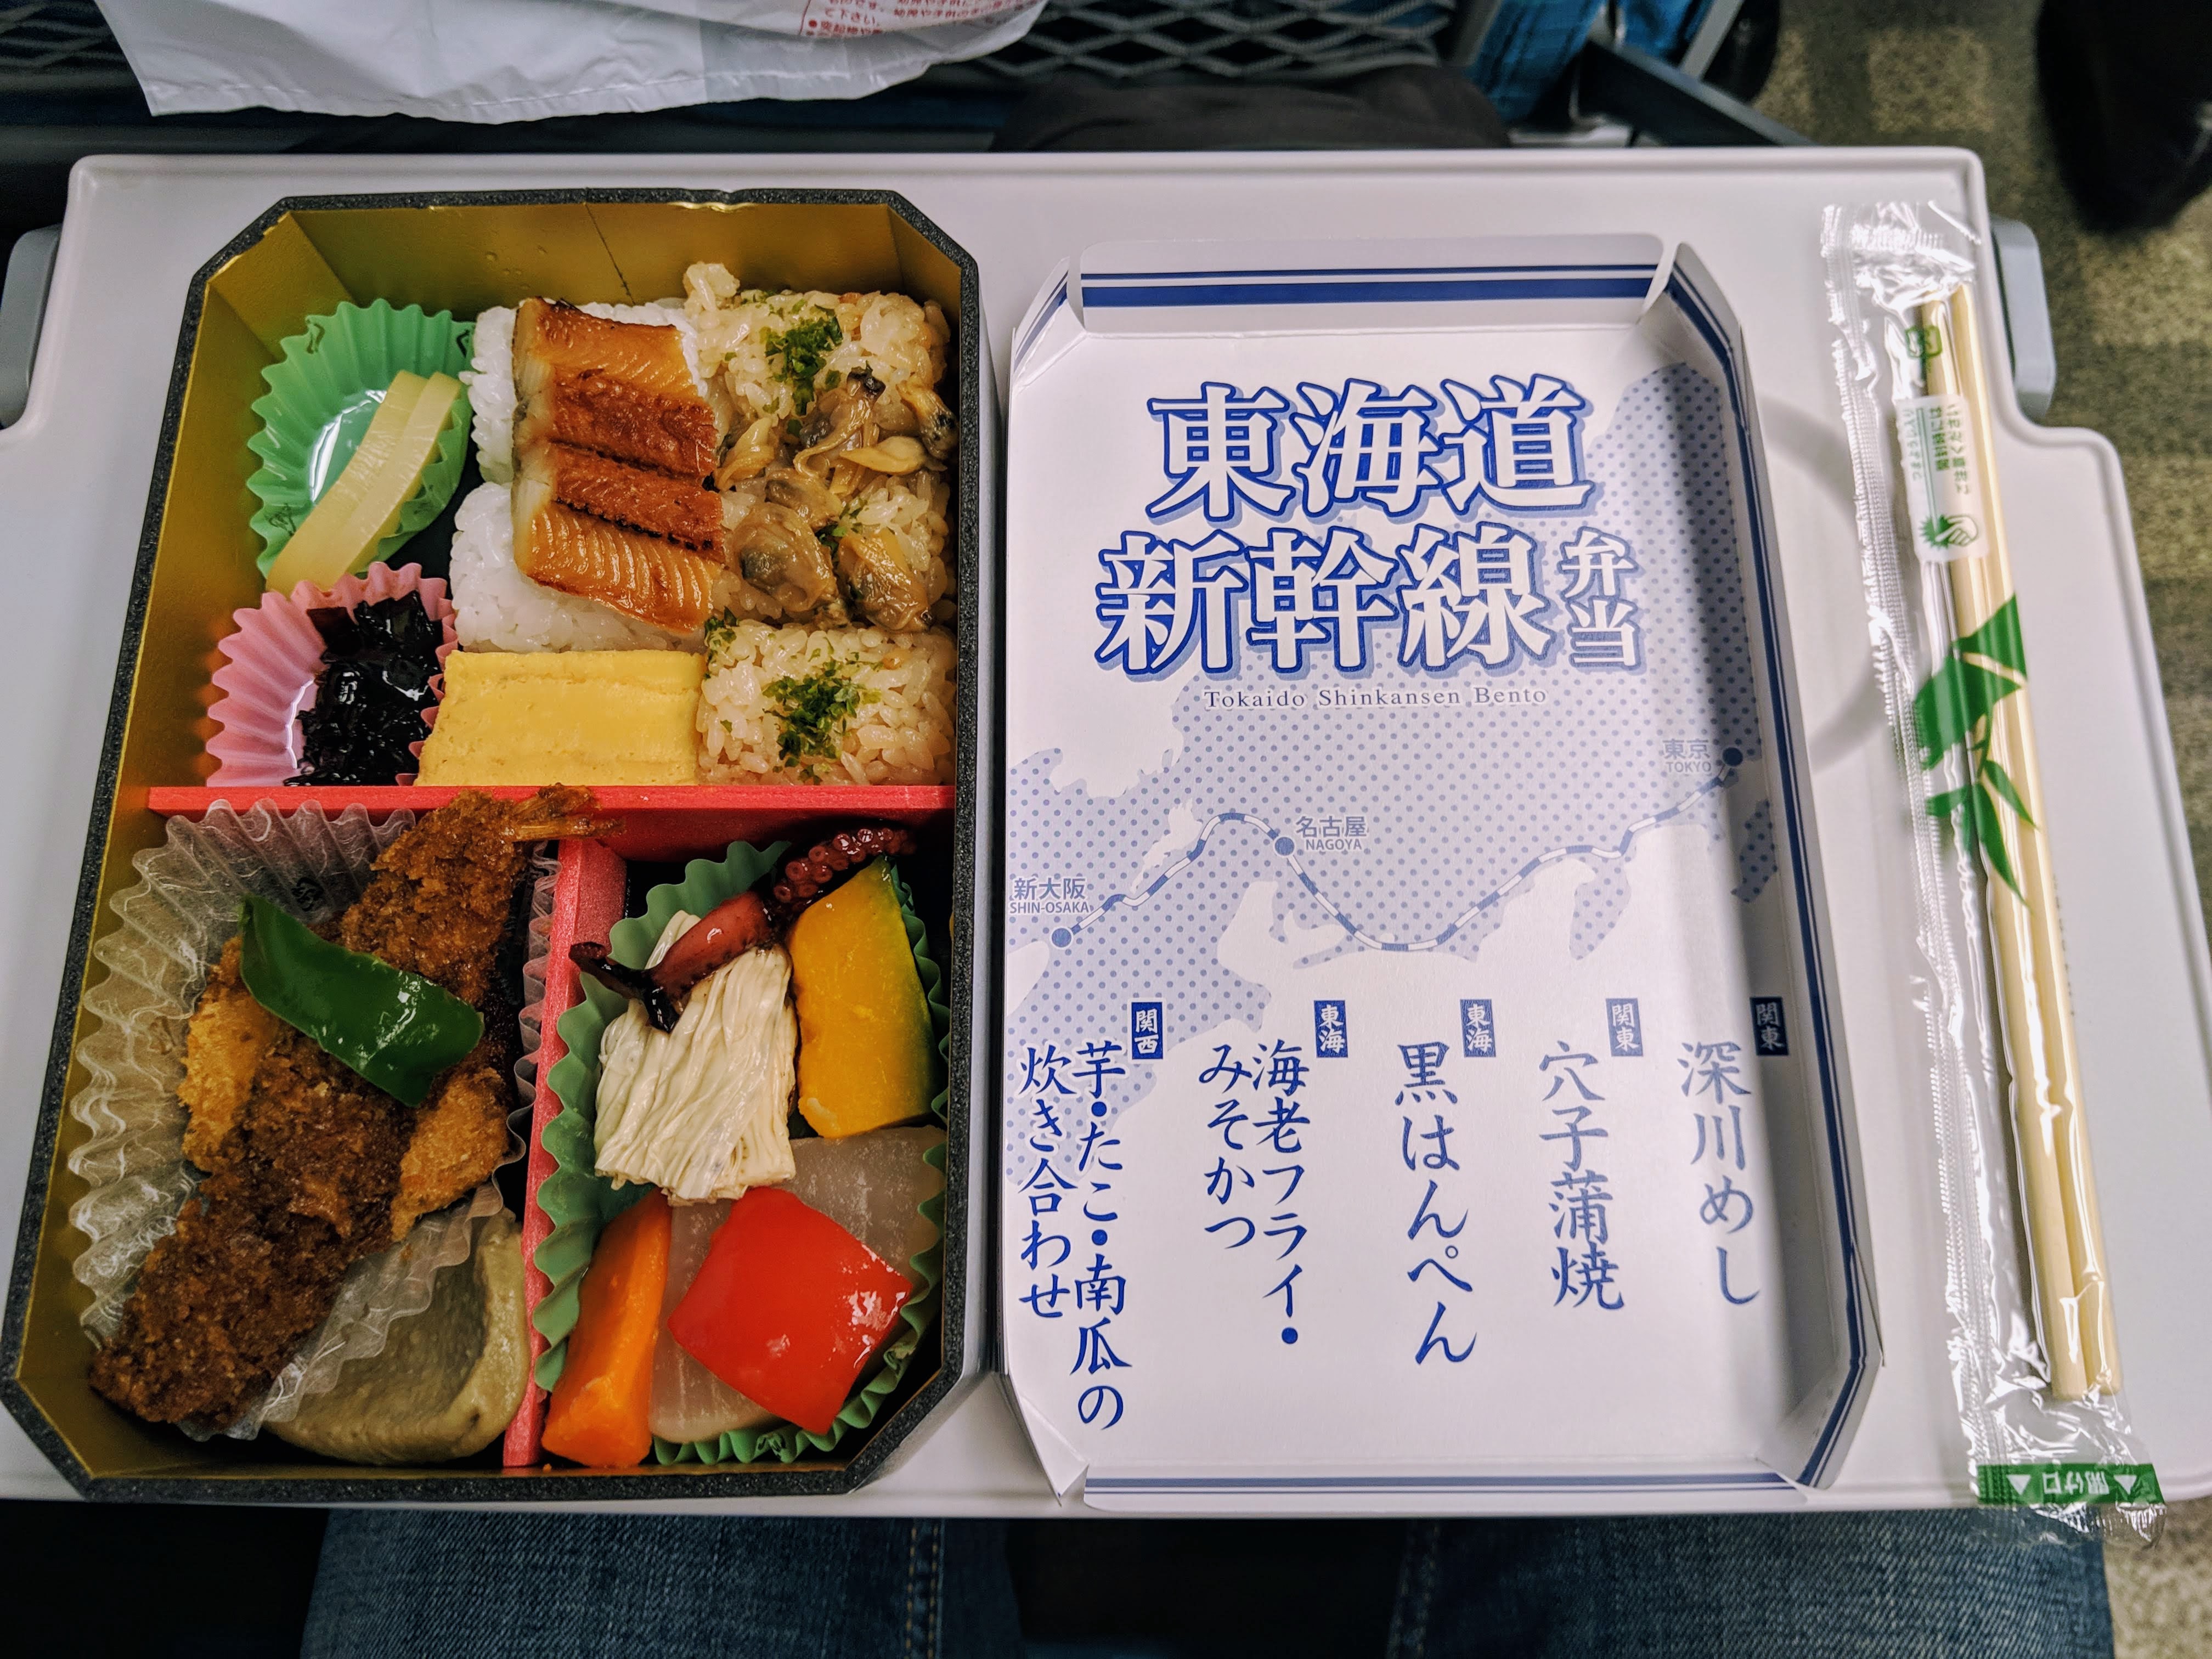 東海道
新幹線弁当
Tokaido Shinkansen Bento
東京
TOKYO
名古屋
NAGOYA
新大阪
SHIN-OSAKA
関東
深川めし
関東
穴子蒲焼
東海
黒はんぺん
東海
海老フライ・
みそかつ
関西
芋・たこ・南瓜の
炊き合わせ
開け口